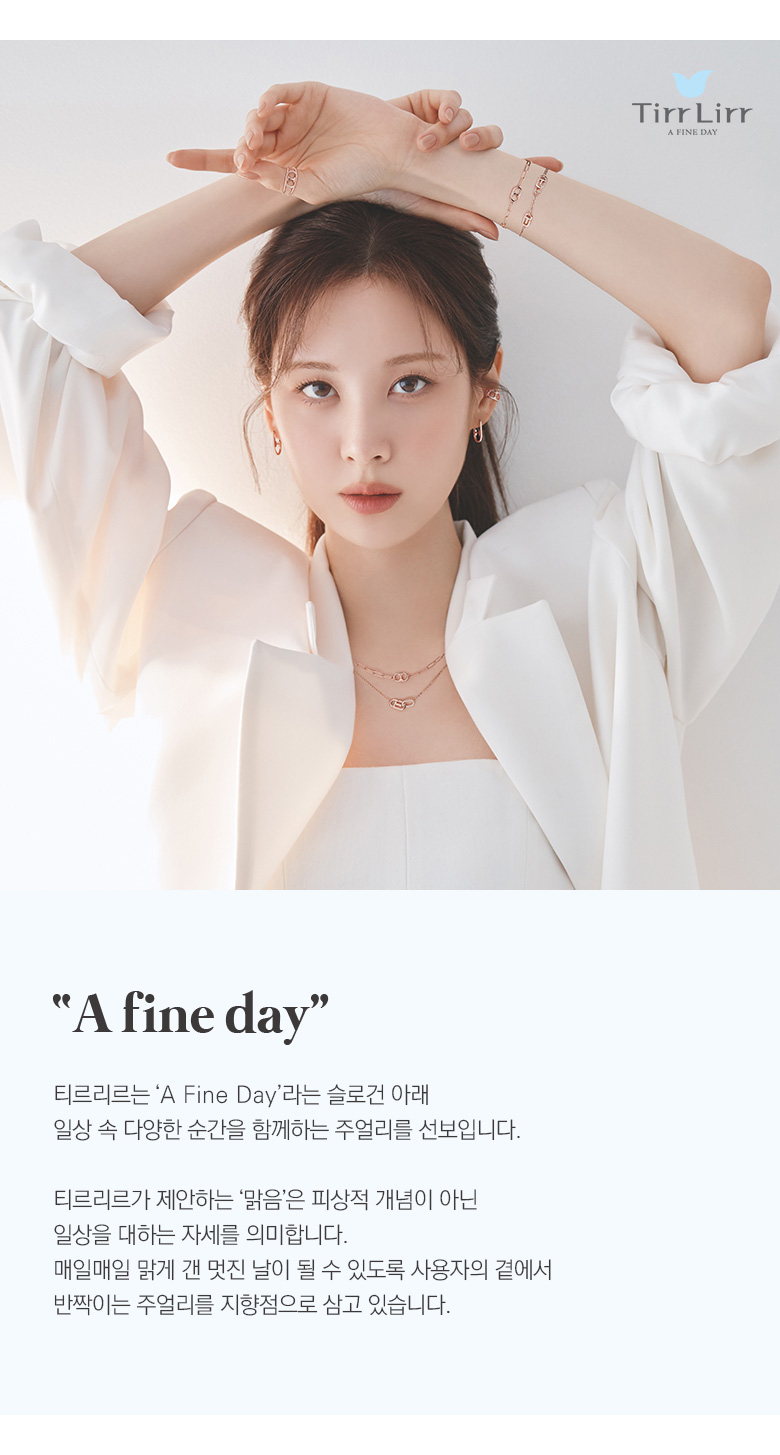 Tirr Lirr
A FINE DAY
“A fine day”
티르리르는 ‘A Fine Day’라는 슬로건 아래
일상 속 다양한 순간을 함께하는 주얼리를 선보입니다.
티르리르가 제안하는 ‘맑음’은 피상적 개념이 아닌
일상을 대하는 자세를 의미합니다.
매일매일 맑게 갠 멋진 날이 될 수 있도록 사용자의 곁에서
반짝이는 주얼리를 지향점으로 삼고 있습니다.